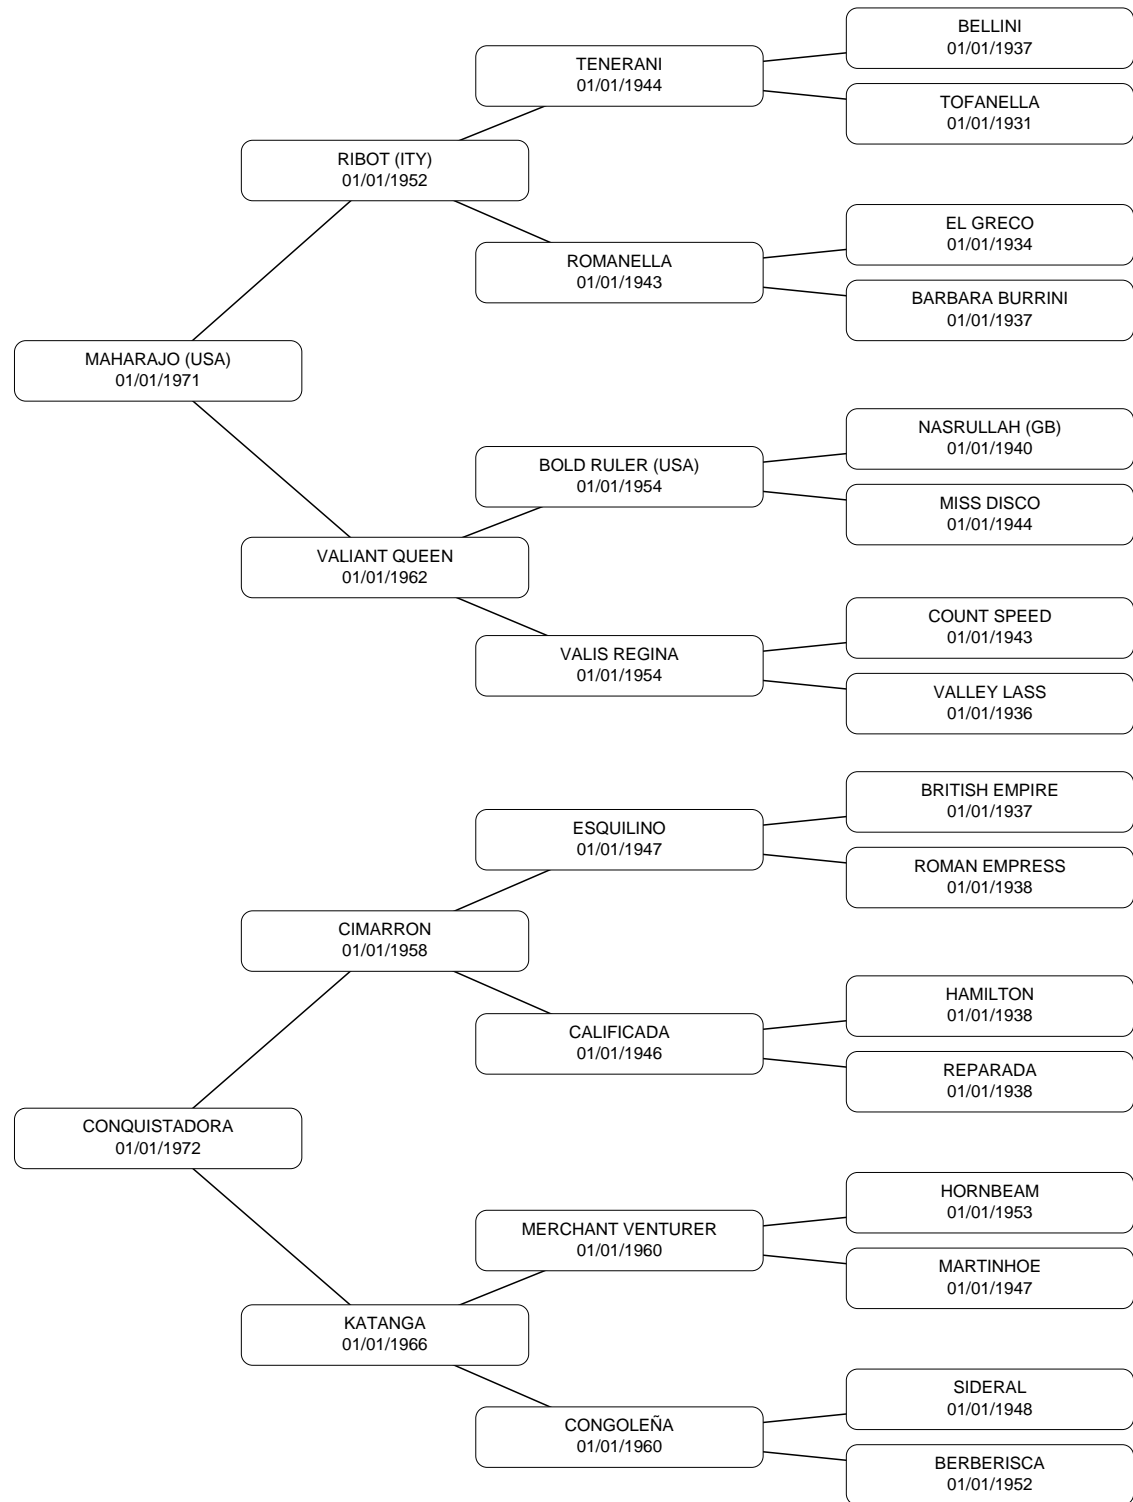 BELLINI
01/01/1937
TENERANI
01/01/1944
TOFANELLA
01/01/1931
RIBOT (ITY)
01/01/1952
EL GRECO
01/01/1934
ROMANELLA
01/01/1943
BARBARA BURRINI
01/01/1937
MAHARAJO (USA)
01/01/1971
NASRULLAH (GB)
01/01/1940
BOLD RULER (USA)
01/01/1954
MISS DISCO
01/01/1944
VALIANT QUEEN
01/01/1962
COUNT SPEED
01/01/1943
VALIS REGINA
01/01/1954
VALLEY LASS
01/01/1936
BRITISH EMPIRE
01/01/1937
ESQUILINO
01/01/1947
ROMAN EMPRESS
01/01/1938
CIMARRON
01/01/1958
HAMILTON
01/01/1938
CALIFICADA
01/01/1946
REPARADA
01/01/1938
CONQUISTADORA
01/01/1972
HORNBEAM
01/01/1953
MERCHANT VENTURER
01/01/1960
MARTINHOE
01/01/1947
KATANGA
01/01/1966
SIDERAL
01/01/1948
CONGOLEÑA
01/01/1960
BERBERISCA
01/01/1952